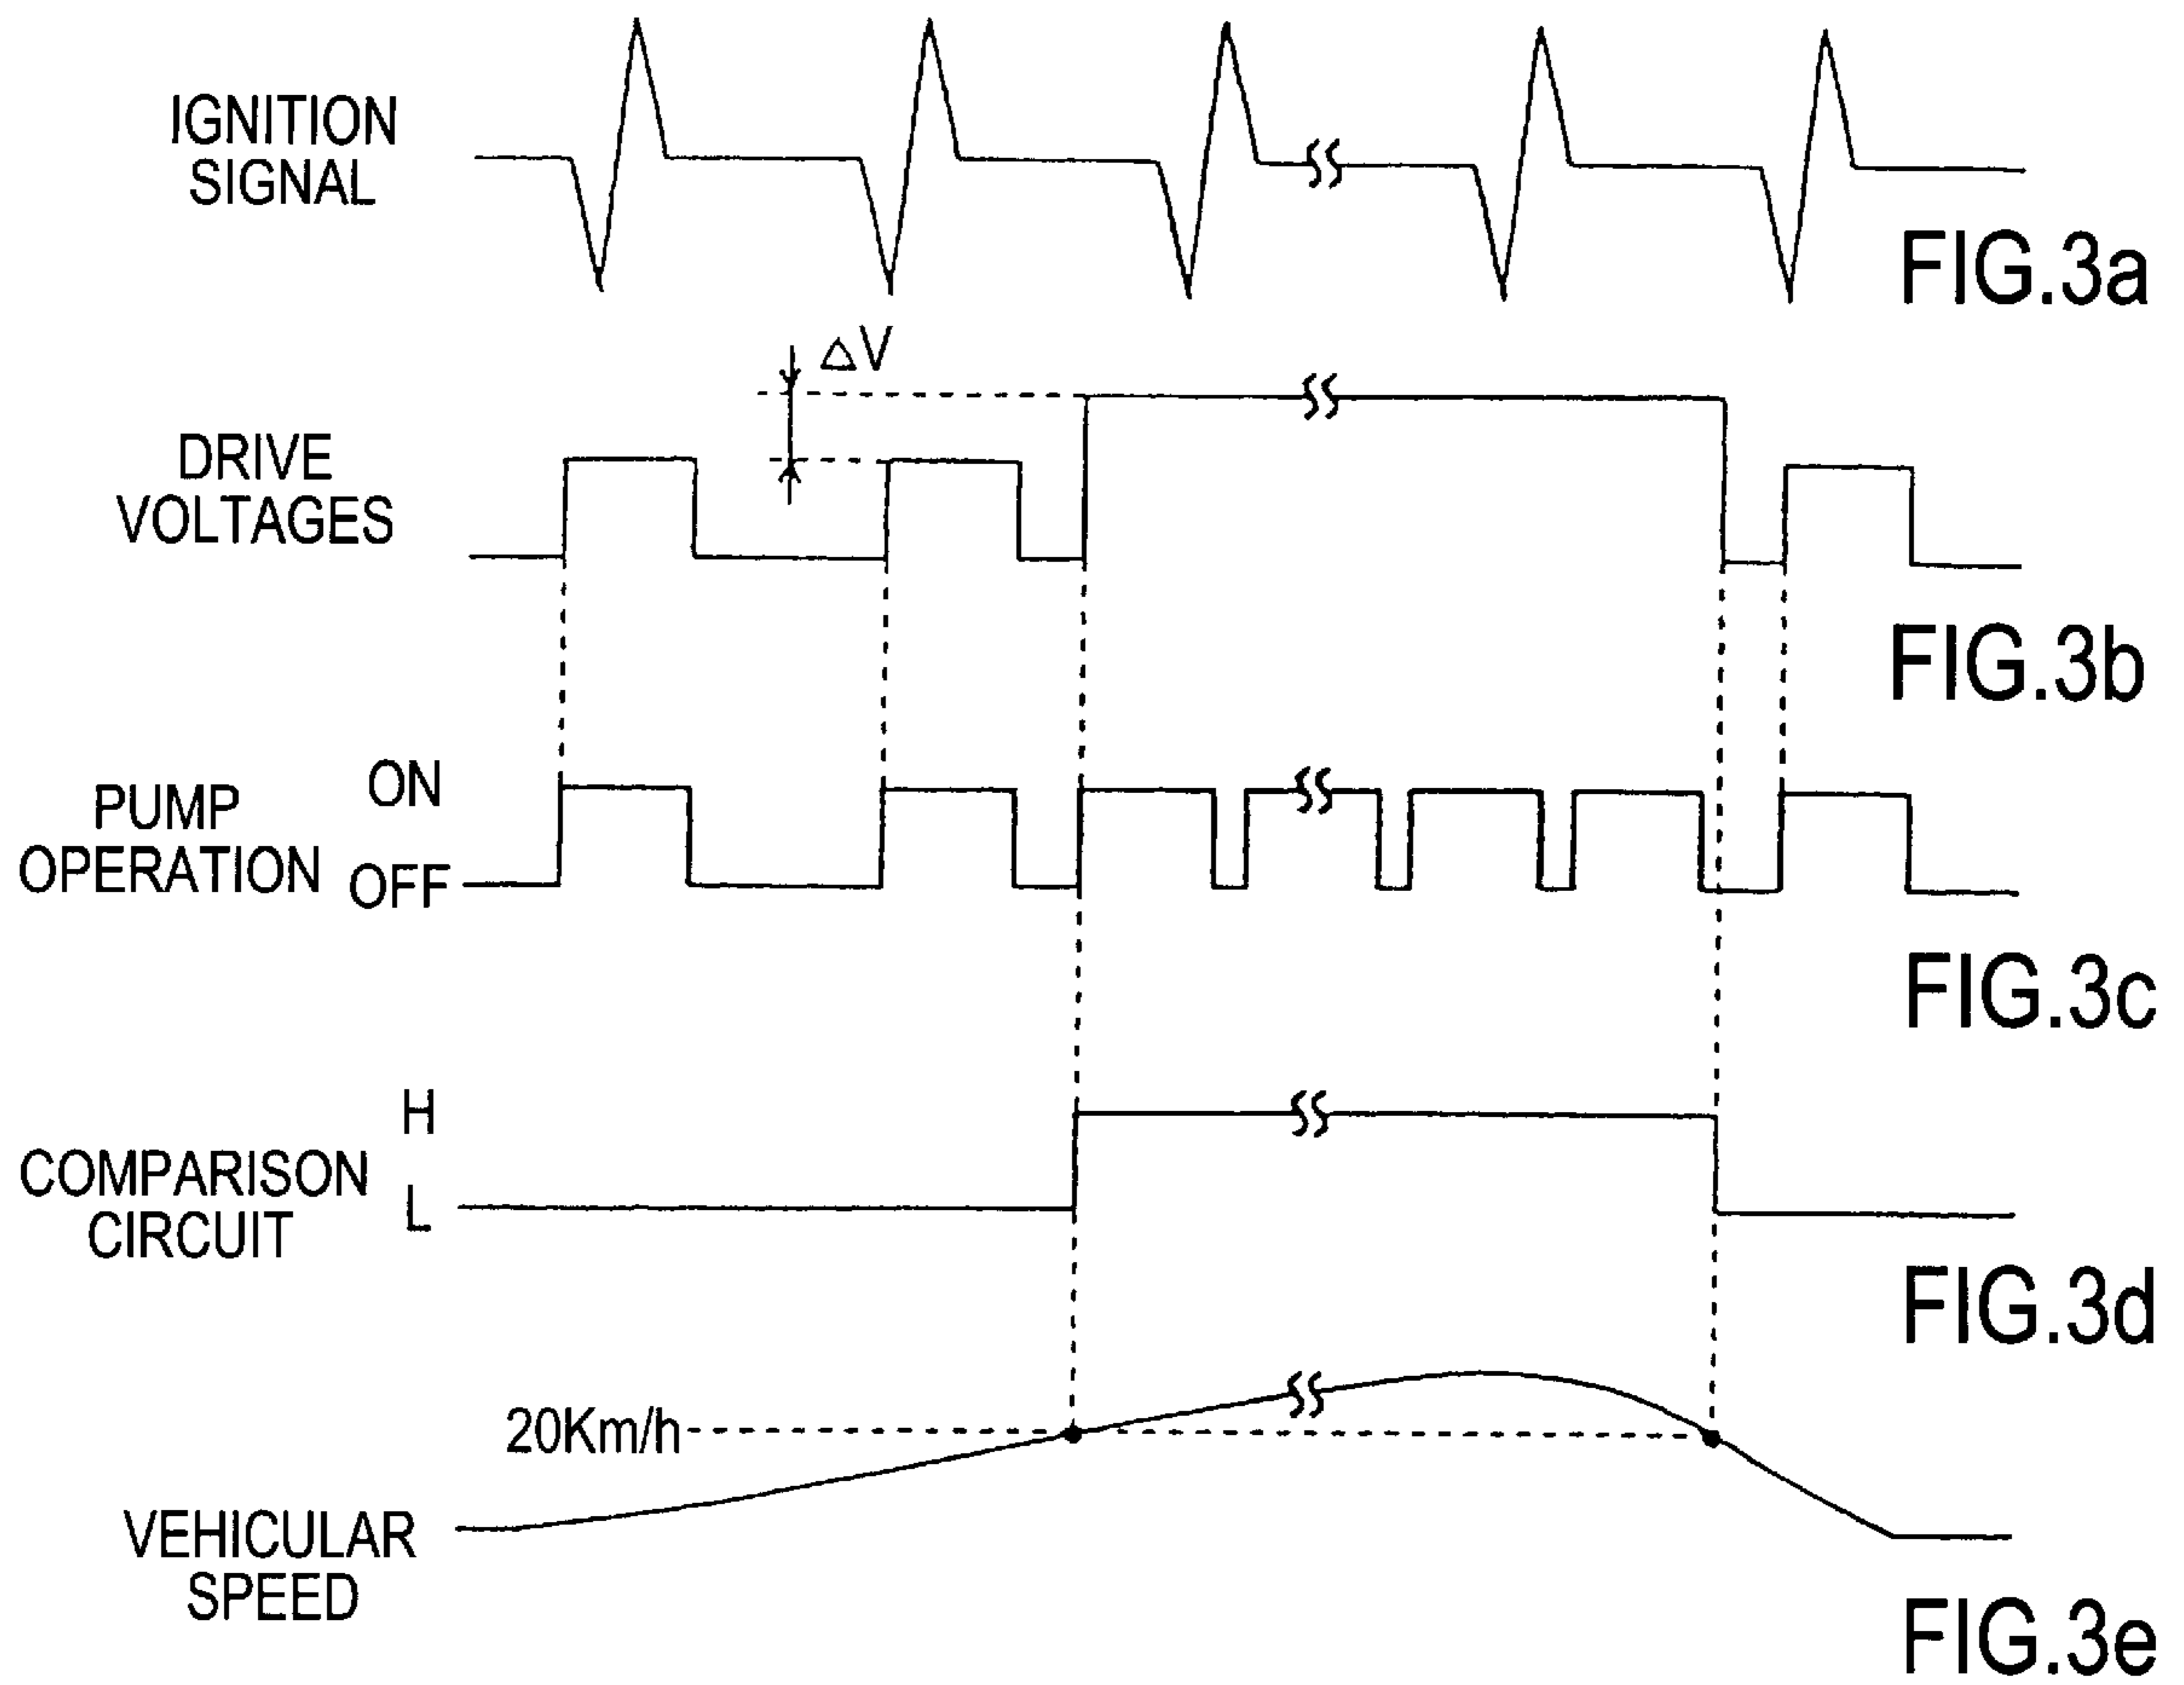 IGNITION
SIGNAL
FIG.3a
△V
DRIVE
VOLTAGES
FIG.3b
ON
PUMP
OPERATION
OFF
FIG.3c
H
COMPARISON
CIRCUIT
L
FIG.3d
20Km/h
VEHICULAR
SPEED
FIG.3e